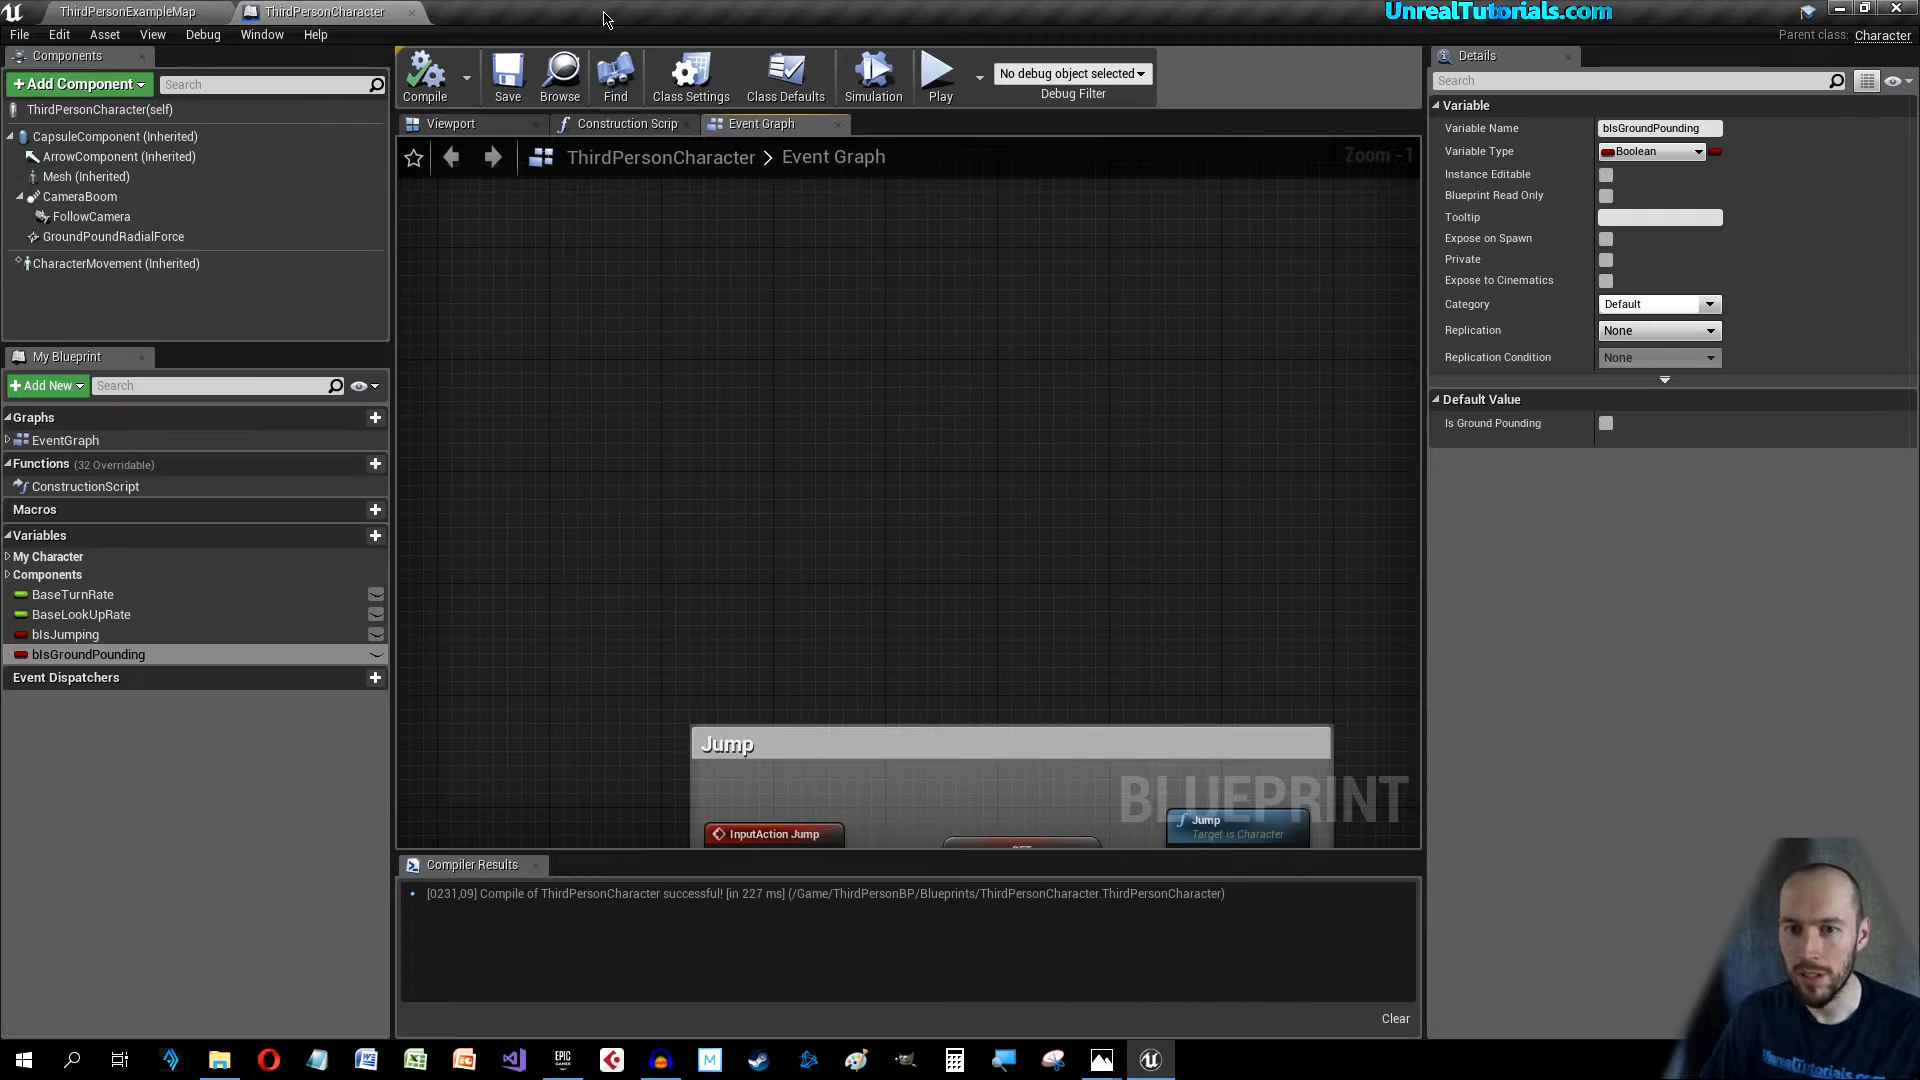 ThirdPersonExampleMap
ThirdPersonCharacter
UnrealTutorials.com
File Edit Asset View Debug Window Help
Parent class: Character
Components
+Add Component
Search
ThirdPersonCharacter(self)
CapsuleComponent (Inherited)
ArrowComponent (Inherited)
Mesh (Inherited)
CameraBoom
FollowCamera
GroundPoundRadialForce
CharacterMovement (Inherited)
My Blueprint
+Add New
Search
Graphs
EventGraph
Functions (32 Overridable)
ConstructionScript
Macros
Variables
My Character
Components
BaseTurnRate
BaseLookUpRate
bIsJumping
bIsGroundPounding
Event Dispatchers
Compile
Save
Browse
Find
Class Settings
Class Defaults
Simulation
Play
No debug object selected
Debug Filter
Viewport
Construction Scrip
Event Graph
ThirdPersonCharacter > Event Graph
Zoom -1
Jump
BLUEPRINT
InputAction Jump
SET
Jump
Target is Character
Compiler Results
[0231,09] Compile of ThirdPersonCharacter successful! [in 227 ms] (/Game/ThirdPersonBP/Blueprints/ThirdPersonCharacter.ThirdPersonCharacter)
Clear
Details
Search
Variable
Variable Name bIsGroundPounding
Variable Type Boolean
Instance Editable
Blueprint Read Only
Tooltip
Expose on Spawn
Private
Expose to Cinematics
Category Default
Replication None
Replication Condition None
Default Value
Is Ground Pounding
EPIC
GAMES
UnrealTutorials.com